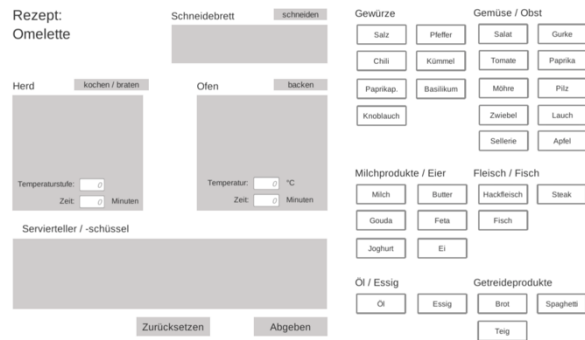 Rezept:
Omelette
Schneidebrett
schneiden
Herd
kochen / braten
Temperaturstufe: 0
Zeit: 0 Minuten
Ofen
backen
Temperatur: 0 °C
Zeit: 0 Minuten
Servierteller / -schüssel
Zurücksetzen
Abgeben
Gewürze
Salz
Pfeffer
Chili
Kümmel
Paprikap.
Basilikum
Knoblauch
Gemüse / Obst
Salat
Gurke
Tomate
Paprika
Möhre
Pilz
Zwiebel
Lauch
Sellerie
Apfel
Milchprodukte / Eier
Milch
Butter
Gouda
Feta
Joghurt
Ei
Fleisch / Fisch
Hackfleisch
Steak
Fisch
Öl / Essig
Öl
Essig
Getreideprodukte
Brot
Spaghetti
Teig